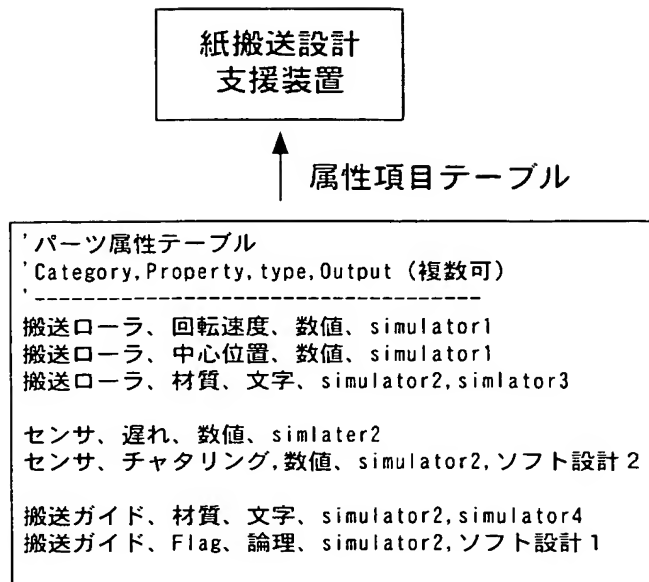 紙搬送設計
支援装置
属性項目テーブル
'パーツ属性テーブル
'Category,Property,type,Output（複数可）
'---------------------------------------
搬送ローラ、回転速度、数値、simulator1
搬送ローラ、中心位置、数値、simulator1
搬送ローラ、材質、文字、simulator2,simlator3
センサ、遅れ、数値、simlater2
センサ、チャタリング,数値、simulator2,ソフト設計２
搬送ガイド、材質、文字、simulator2,simulator4
搬送ガイド、Flag、論理、simulator2,ソフト設計１